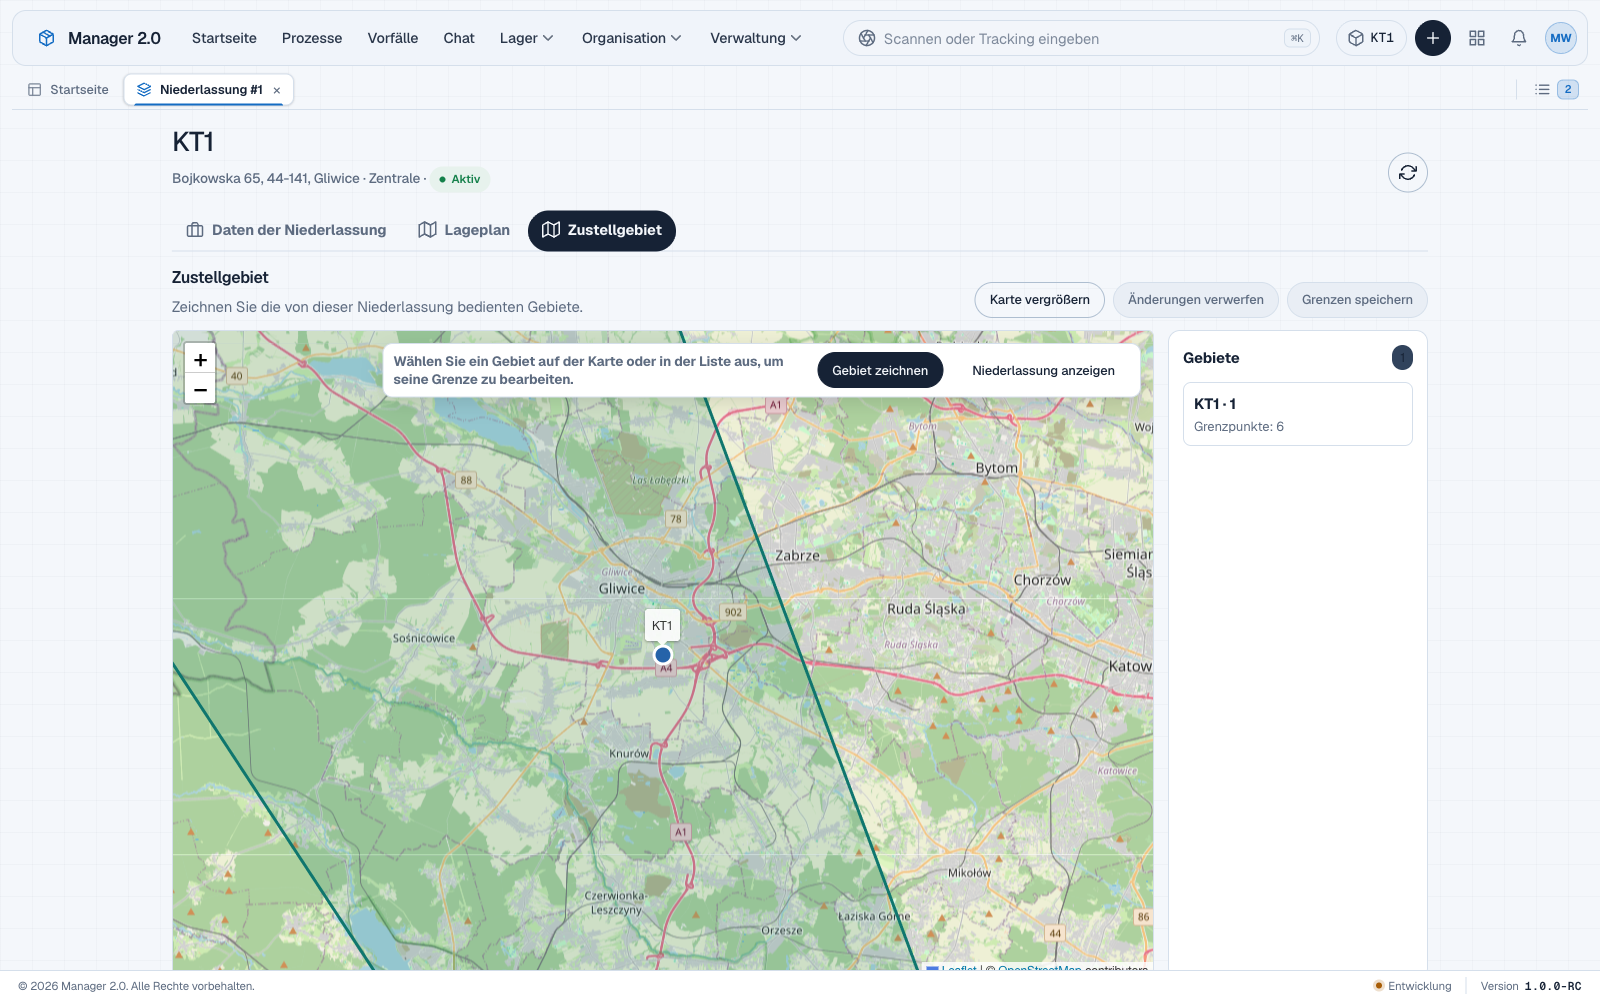 Manager 2.0
Startseite
Prozesse
Vorfälle
Chat
Lager
Organisation
Verwaltung
Scannen oder Tracking eingeben
⌘K
KT1
MW
Startseite
Niederlassung #1
2
KT1
Bojkowska 65, 44-141, Gliwice · Zentrale ·
Aktiv
Daten der Niederlassung
Lageplan
Zustellgebiet
Zustellgebiet
Zeichnen Sie die von dieser Niederlassung bedienten Gebiete.
Karte vergrößern
Änderungen verwerfen
Grenzen speichern
+
−
Wählen Sie ein Gebiet auf der Karte oder in der Liste aus, um
seine Grenze zu bearbeiten.
Gebiet zeichnen
Niederlassung anzeigen
Gebiete
1
KT1 · 1
Grenzpunkte: 6
40
A1
Bytom
Bytom
88
Las Łabędzki
78
Zabrze
Siemian
Śląs
Gliwice
Gliwice
Chorzów
Chorzów
902
Ruda Śląska
Ruda Śląska
KT1
Sośnicowice
A4
Katow
Knurów
Katowice
A1
Mikołów
Czerwionka-
Leszczyny
Łaziska Górne
86
Orzesze
44
Leaflet | © OpenStreetMap contributors
© 2026 Manager 2.0. Alle Rechte vorbehalten.
Entwicklung
Version 1.0.0-RC